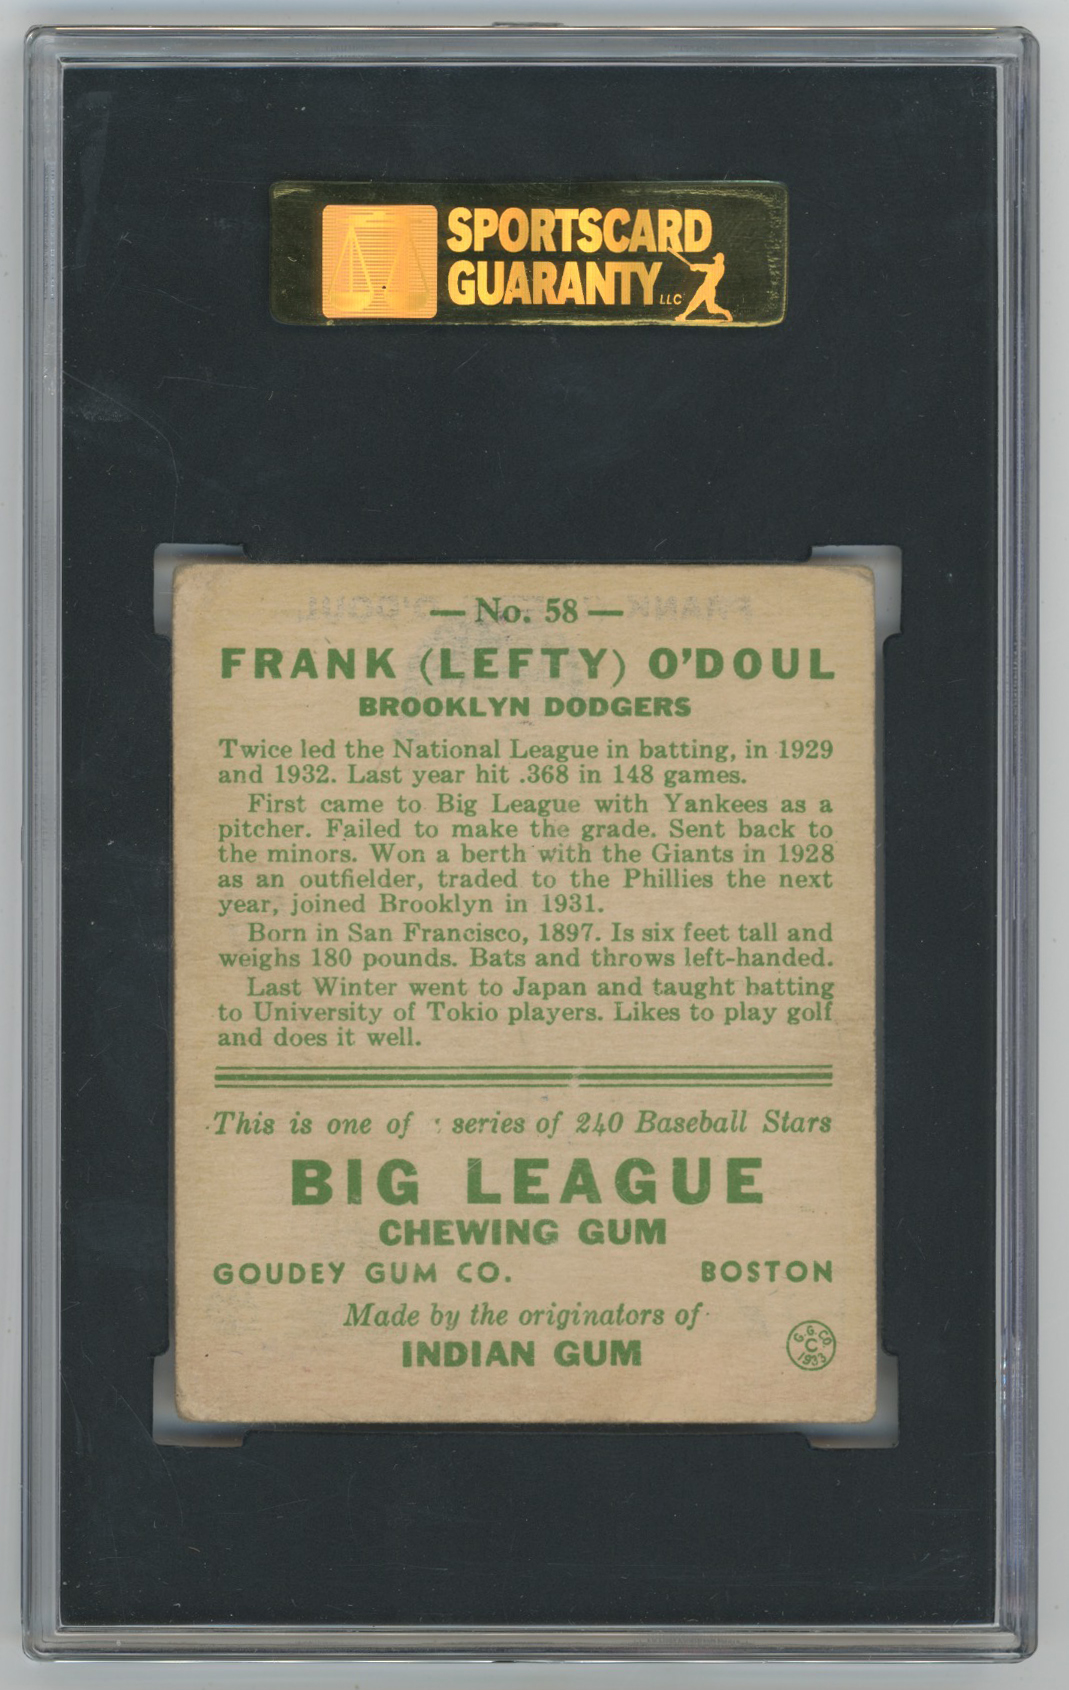 SPORTSCARD
GUARANTY LLC
— No. 58 —
FRANK (LEFTY) O'DOUL
BROOKLYN DODGERS
Twice led the National League in batting, in 1929
and 1932. Last year hit .368 in 148 games.
First came to Big League with Yankees as a
pitcher. Failed to make the grade. Sent back to
the minors. Won a berth with the Giants in 1928
as an outfielder, traded to the Phillies the next
year, joined Brooklyn in 1931.
Born in San Francisco, 1897. Is six feet tall and
weighs 180 pounds. Bats and throws left-handed.
Last Winter went to Japan and taught batting
to University of Tokio players. Likes to play golf
and does it well.
This is one of series of 240 Baseball Stars
BIG LEAGUE
CHEWING GUM
GOUDEY GUM CO. BOSTON
Made by the originators of
INDIAN GUM
G. G. CO
C
1933